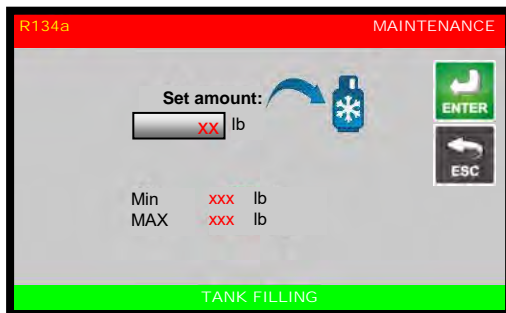 R134a MAINTENANCE
Set amount:
xx lb
ENTER
ESC
Min xxx lb
MAX xxx lb
TANK FILLING